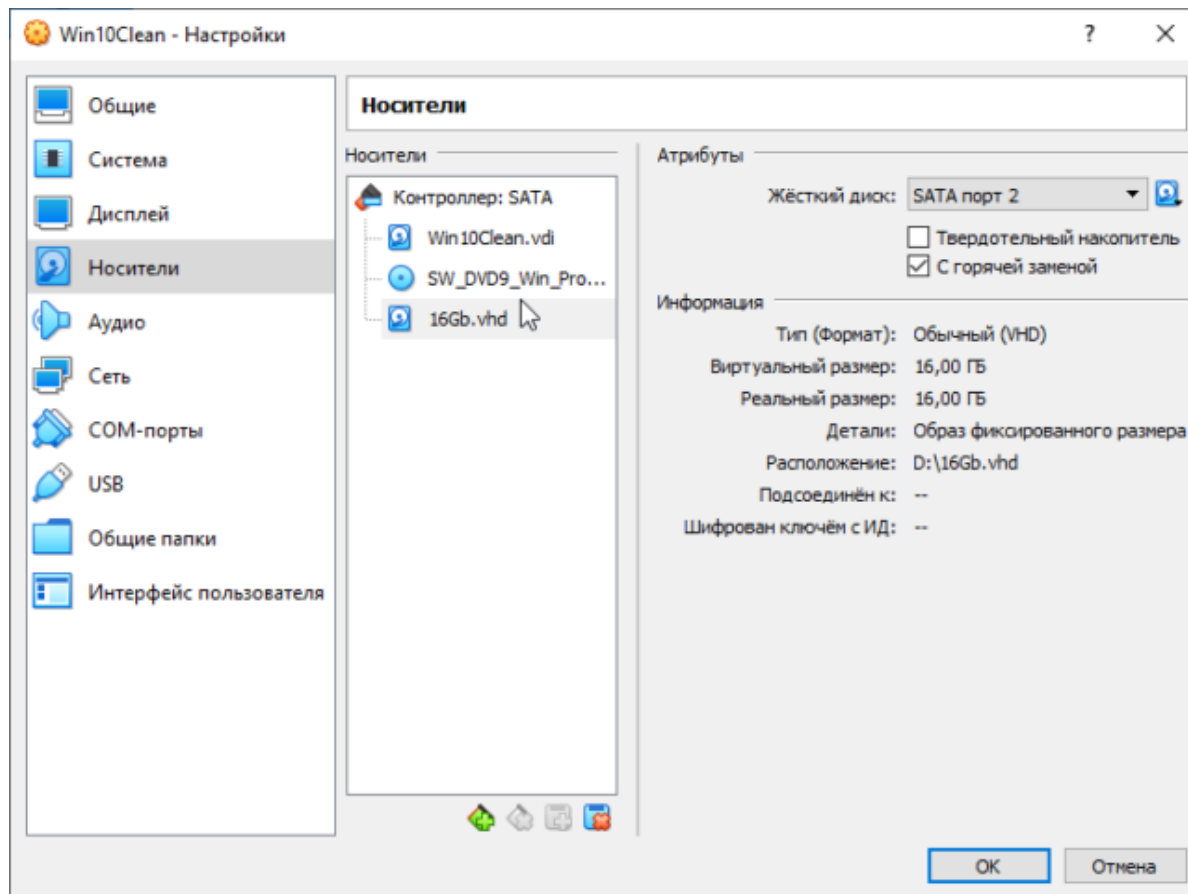 Win10Clean - Настройки
?
Общие
Система
Дисплей
Носители
Аудио
Сеть
COM-порты
USB
Общие папки
Интерфейс пользователя
Носители
Носители
Контроллер: SATA
Win10Clean.vdi
SW_DVD9_Win_Pro...
16Gb.vhd
Атрибуты
Жёсткий диск: SATA порт 2
Твердотельный накопитель
С горячей заменой
Информация
Тип (Формат): Обычный (VHD)
Виртуальный размер: 16,00 ГБ
Реальный размер: 16,00 ГБ
Детали: Образ фиксированного размера
Расположение: D:\16Gb.vhd
Подсоединён к: --
Шифрован ключём с ИД: --
OK
Отмена